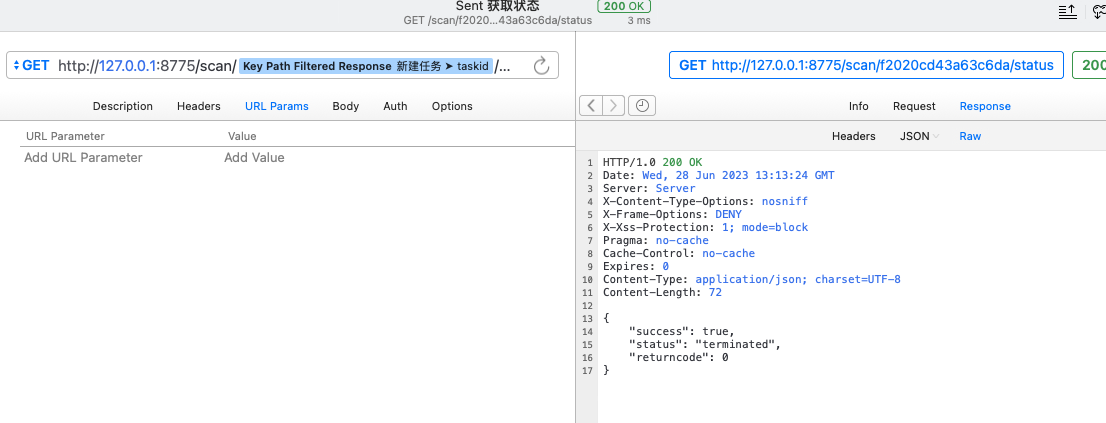 Sent 获取状态
200 OK
GET /scan/f2020...43a63c6da/status
3 ms
GET http://127.0.0.1:8775/scan/ Key Path Filtered Response 新建任务 ➤ taskid /...
GET http://127.0.0.1:8775/scan/f2020cd43a63c6da/status
200
Description Headers URL Params Body Auth Options
Info Request Response
URL Parameter Value
Add URL Parameter Add Value
Headers JSON Raw
1 HTTP/1.0 200 OK
2 Date: Wed, 28 Jun 2023 13:13:24 GMT
3 Server: Server
4 X-Content-Type-Options: nosniff
5 X-Frame-Options: DENY
6 X-Xss-Protection: 1; mode=block
7 Pragma: no-cache
8 Cache-Control: no-cache
9 Expires: 0
10 Content-Type: application/json; charset=UTF-8
11 Content-Length: 72
12
13 {
14     "success": true,
15     "status": "terminated",
16     "returncode": 0
17 }